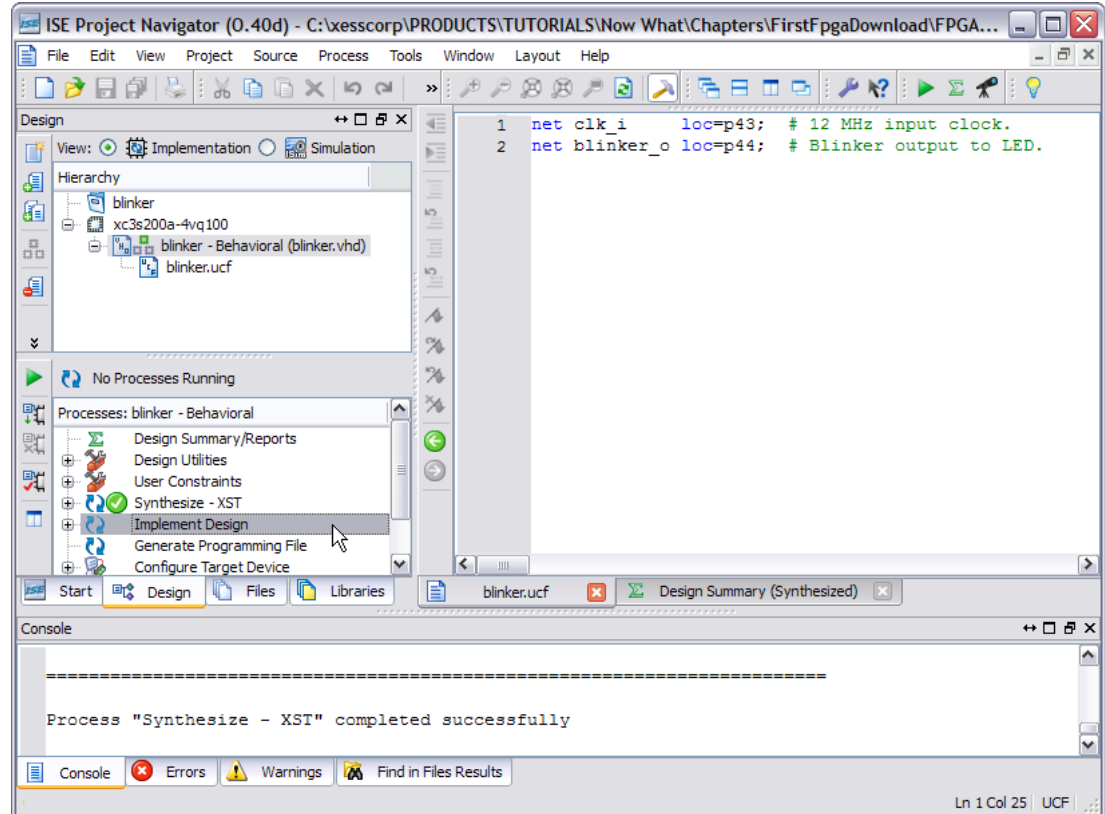 ISE Project Navigator (O.40d) - C:\xesscorp\PRODUCTS\TUTORIALS\Now What\Chapters\FirstFpgaDownload\FPGA...
File Edit View Project Source Process Tools Window Layout Help
Design
View: Implementation Simulation
Hierarchy
blinker
xc3s200a-4vq100
blinker - Behavioral (blinker.vhd)
blinker.ucf
No Processes Running
Processes: blinker - Behavioral
Design Summary/Reports
Design Utilities
User Constraints
Synthesize - XST
Implement Design
Generate Programming File
Configure Target Device
Start Design Files Libraries
1 net clk_i loc=p43; # 12 MHz input clock.
2 net blinker_o loc=p44; # Blinker output to LED.
blinker.ucf Design Summary (Synthesized)
Console
=========================================================================
Process "Synthesize - XST" completed successfully
Console Errors Warnings Find in Files Results
Ln 1 Col 25 UCF